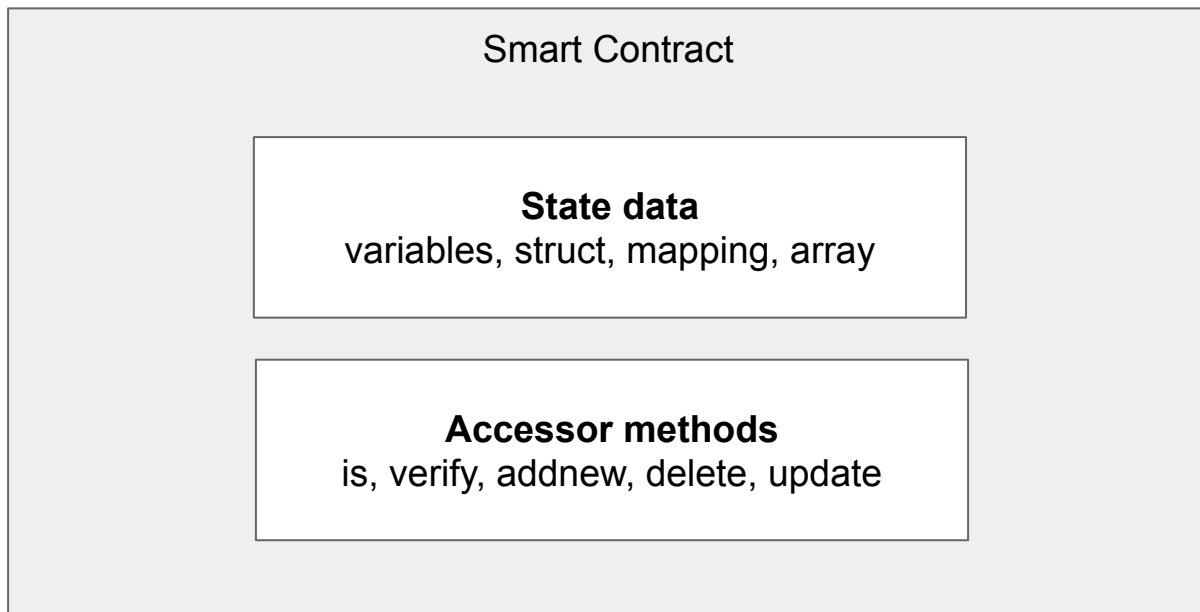 Smart Contract
State data
variables, struct, mapping, array
Accessor methods
is, verify, addnew, delete, update